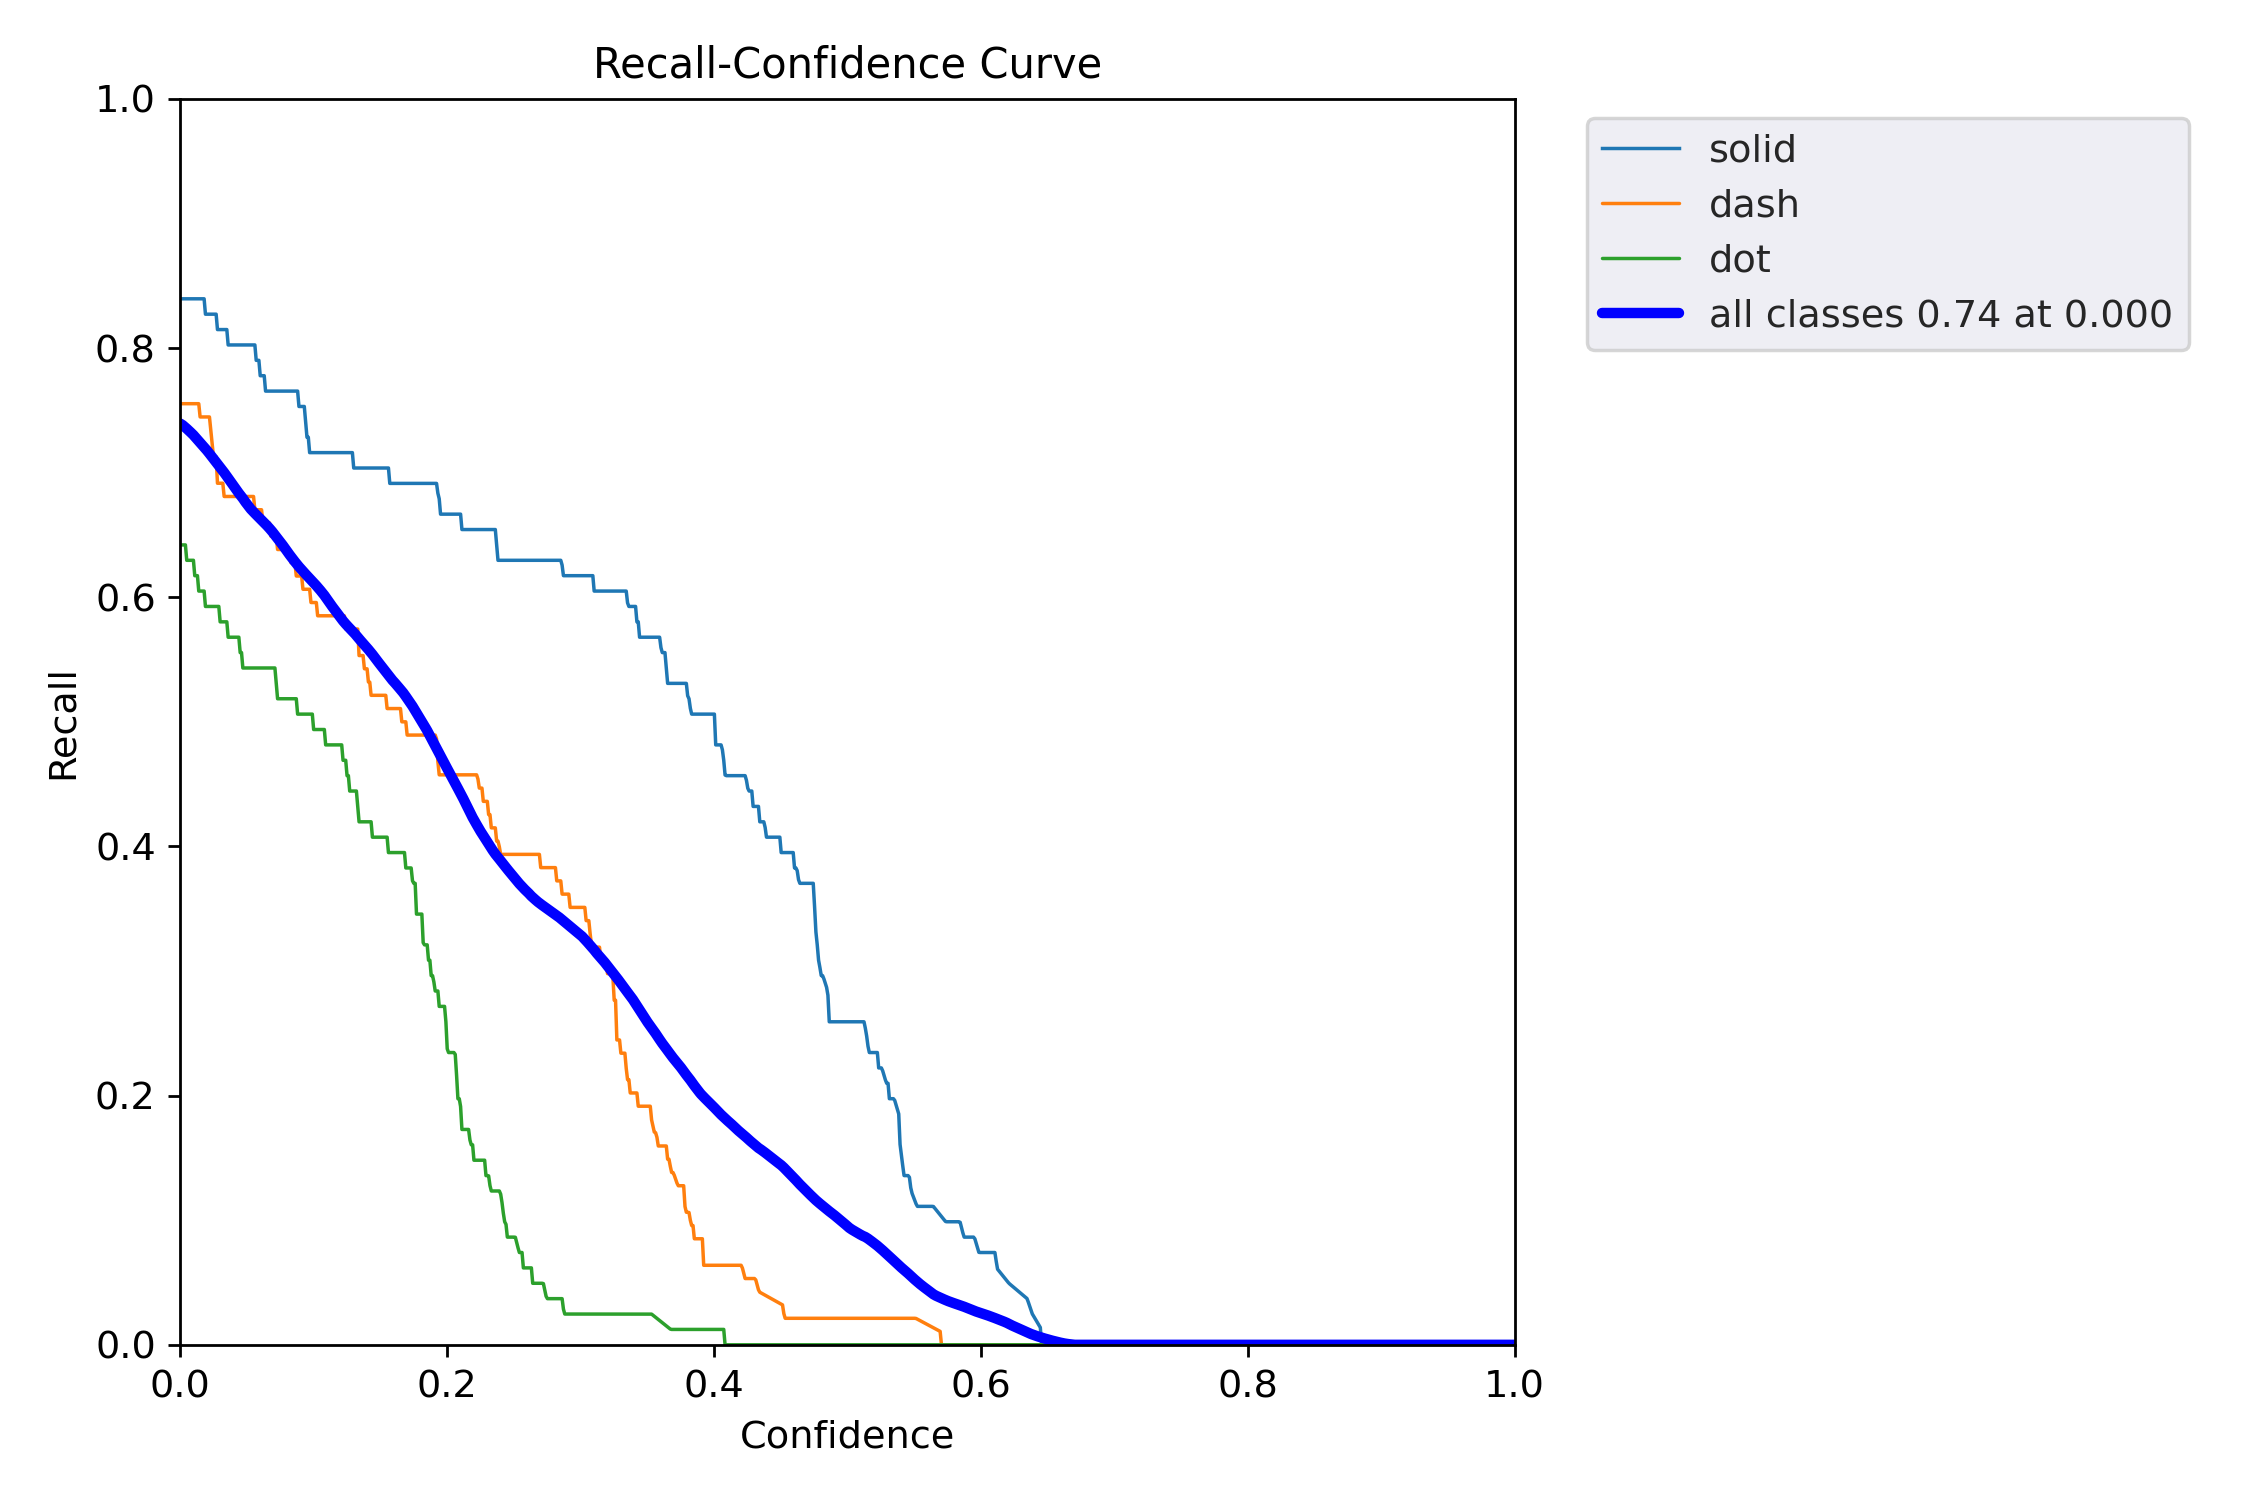 Recall-Confidence Curve
1.0
0.8
0.6
0.4
0.2
0.0
Recall
0.0 0.2 0.4 0.6 0.8 1.0
Confidence
solid
dash
dot
all classes 0.74 at 0.000